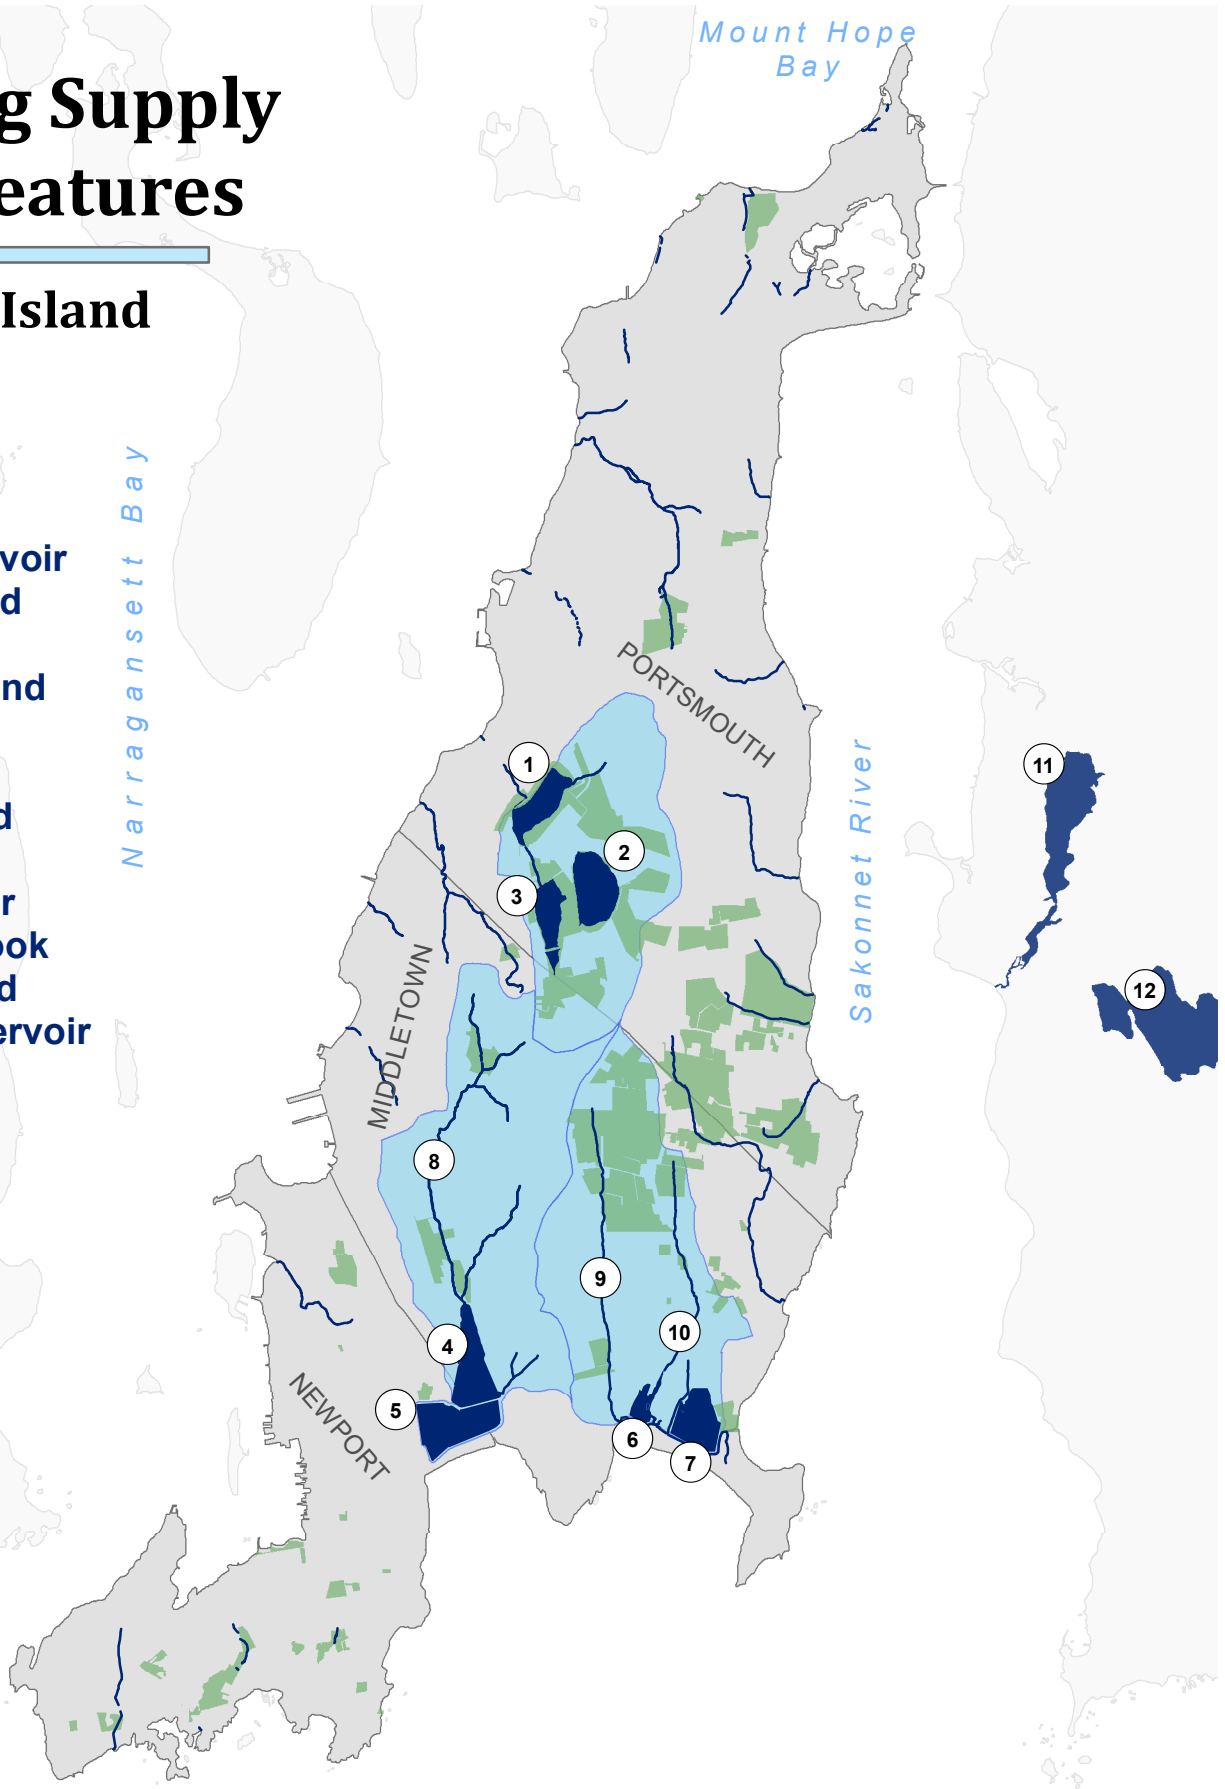 Mount Hope
Bay
g Supply
eatures
Island
Narragansett Bay
voir
d
nd
d
r
ook
d
ervoir
PORTSMOUTH
Sakonnet River
MIDDLETOWN
NEWPORT
1
2
3
4
5
6
7
8
9
10
11
12